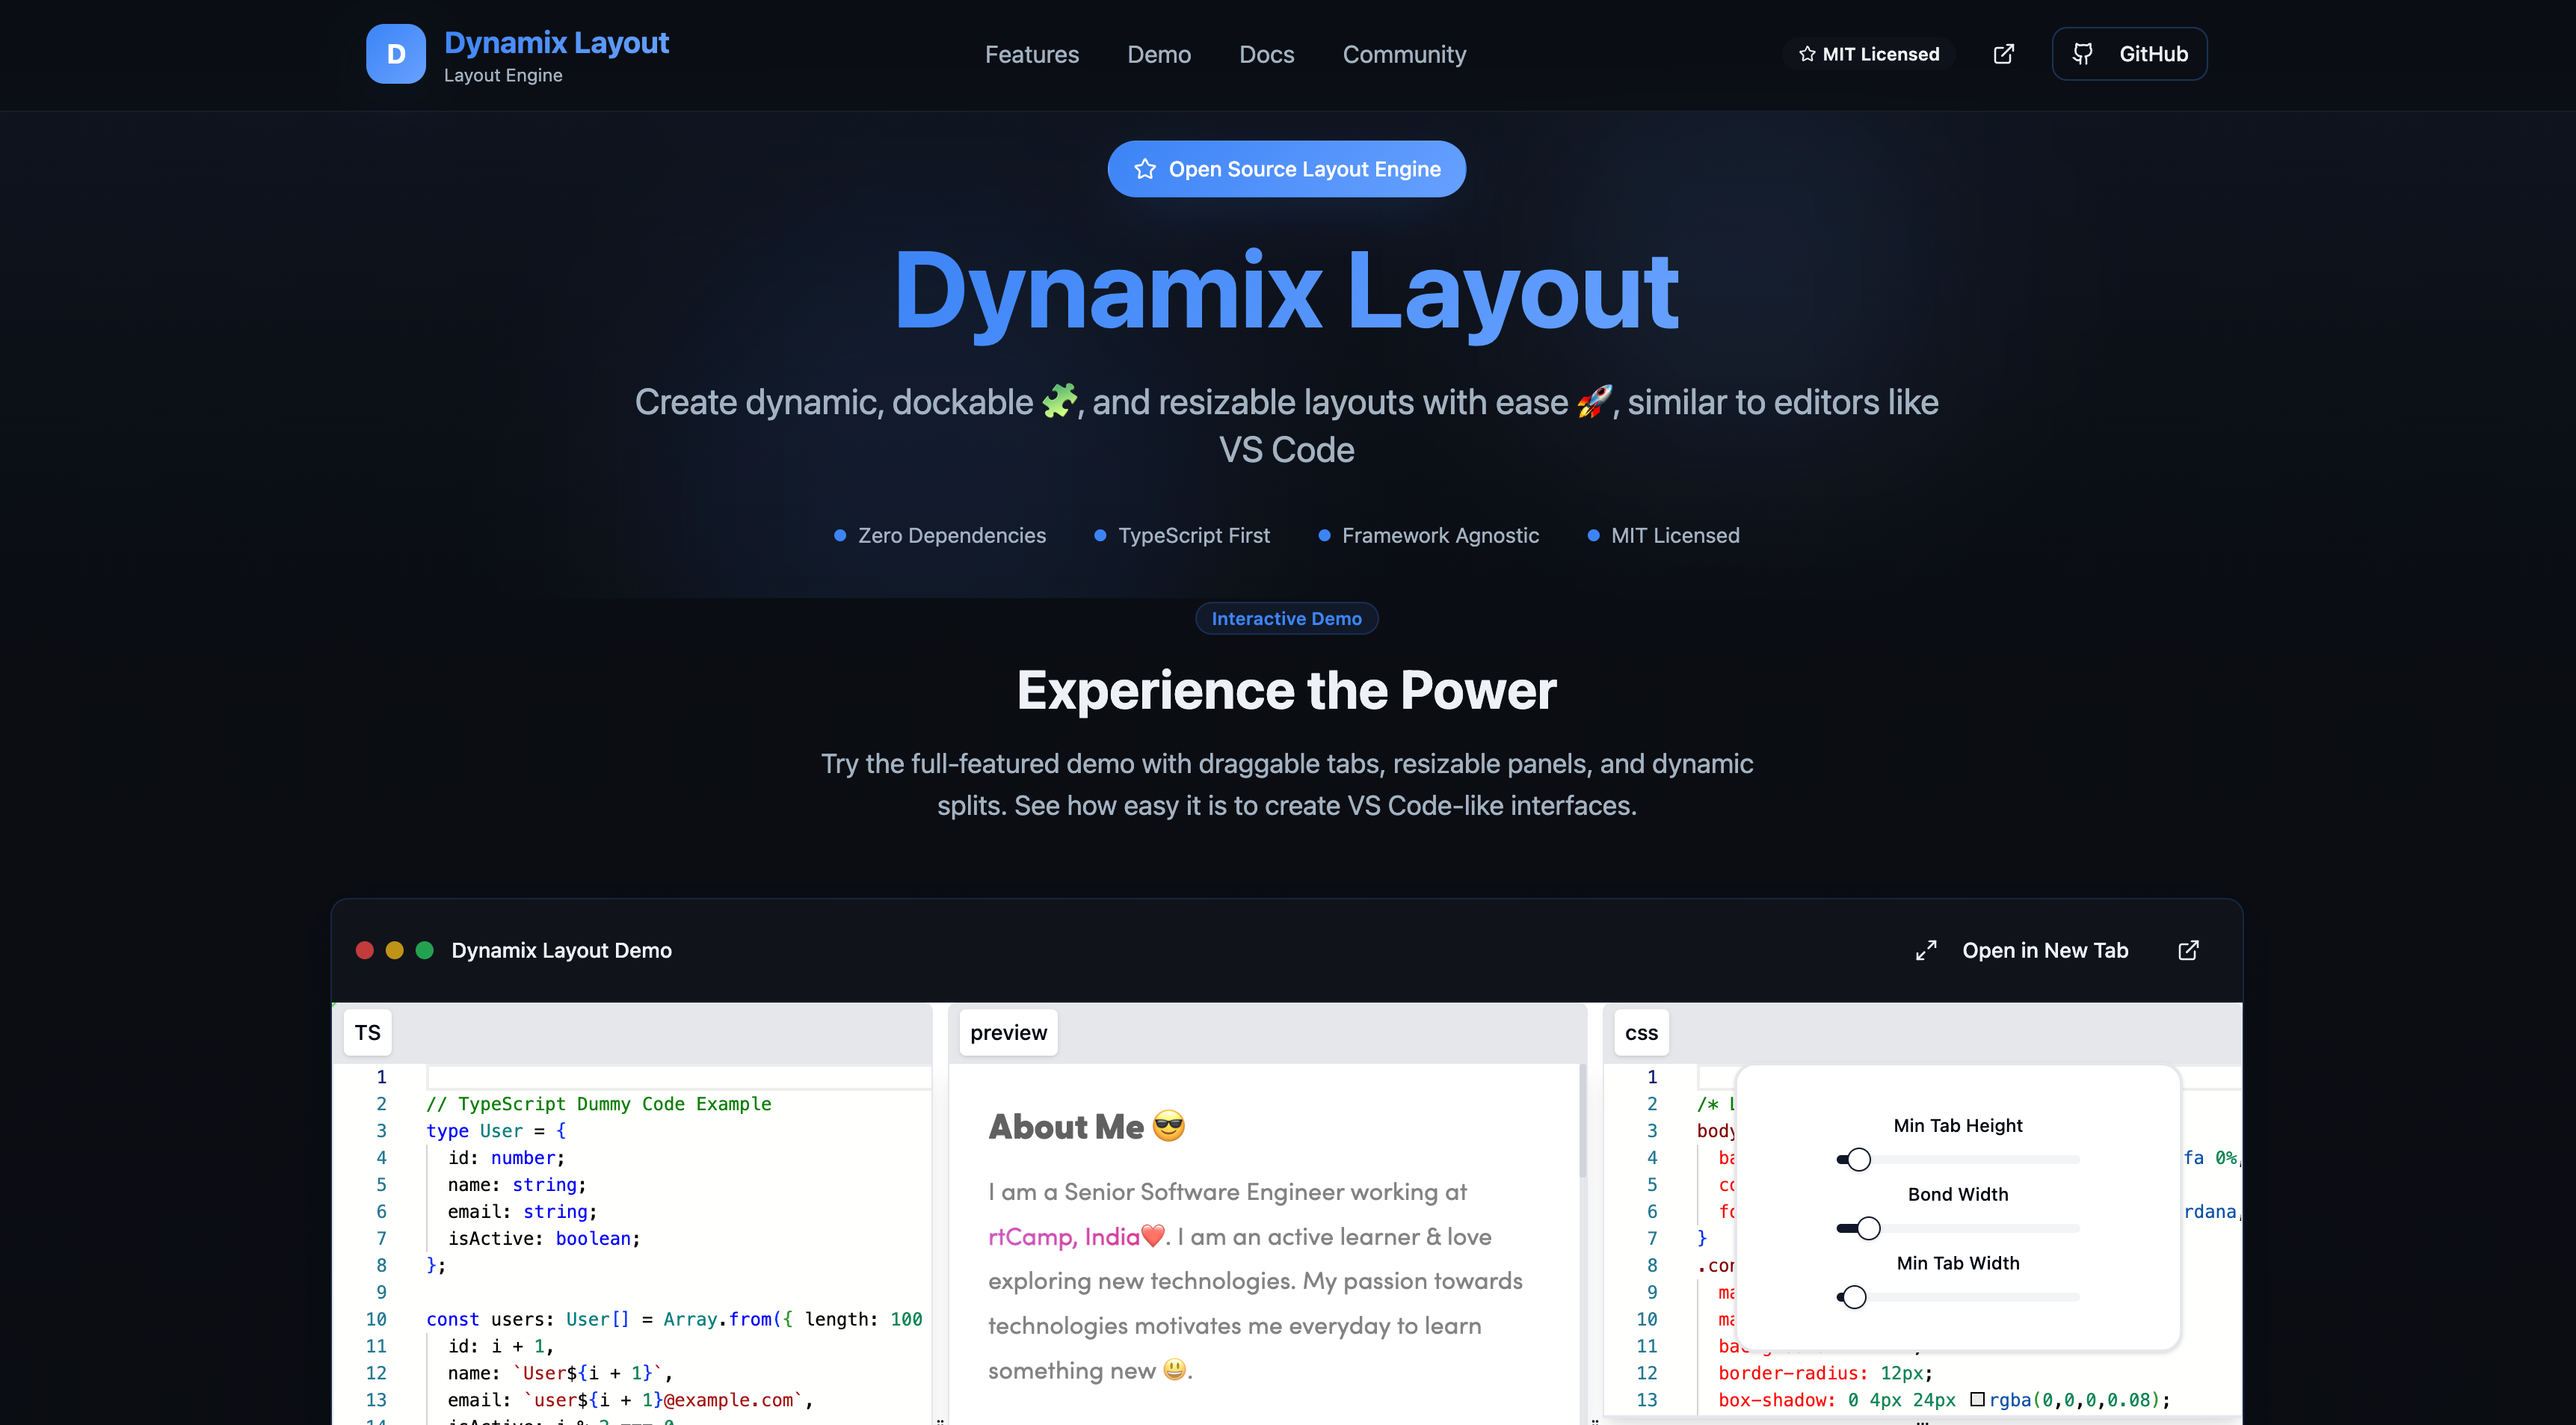 D
Dynamix Layout
Layout Engine
Features
Demo
Docs
Community
MIT Licensed
GitHub
Open Source Layout Engine
Dynamix Layout
Create dynamic, dockable 🧩, and resizable layouts with ease 🚀, similar to editors like
VS Code
Zero Dependencies
TypeScript First
Framework Agnostic
MIT Licensed
Interactive Demo
Experience the Power
Try the full-featured demo with draggable tabs, resizable panels, and dynamic
splits. See how easy it is to create VS Code-like interfaces.
Dynamix Layout Demo
Open in New Tab
TS
1
2 // TypeScript Dummy Code Example
3 type User = {
4 id: number;
5 name: string;
6 email: string;
7 isActive: boolean;
8 };
9
10 const users: User[] = Array.from({ length: 100
11 id: i + 1,
12 name: `User${i + 1}`,
13 email: `user${i + 1}@example.com`,
preview
About Me 😎
I am a Senior Software Engineer working at
rtCamp, India❤️. I am an active learner & love
exploring new technologies. My passion towards
technologies motivates me everyday to learn
something new 😃.
css
1
2 /*
3 body
4 ba fa 0%,
5 co
6 fo rdana,
7 }
8 .con
9 ma
10 ma
11
12 border-radius: 12px;
13 box-shadow: 0 4px 24px rgba(0,0,0,0.08);
Min Tab Height
Bond Width
Min Tab Width